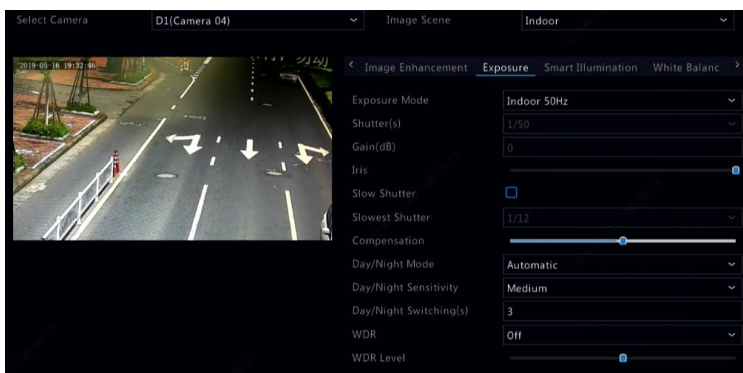 Select Camera D1(Camera 04) Image Scene Indoor
2019-05-16 19:32:46
Image Enhancement Exposure Smart Illumination White Balanc
Exposure Mode Indoor 50Hz
Shutter(s) 1/50
Gain(dB) 0
Iris
Slow Shutter
Slowest Shutter 1/12
Compensation
Day/Night Mode Automatic
Day/Night Sensitivity Medium
Day/Night Switching(s) 3
WDR Off
WDR Level